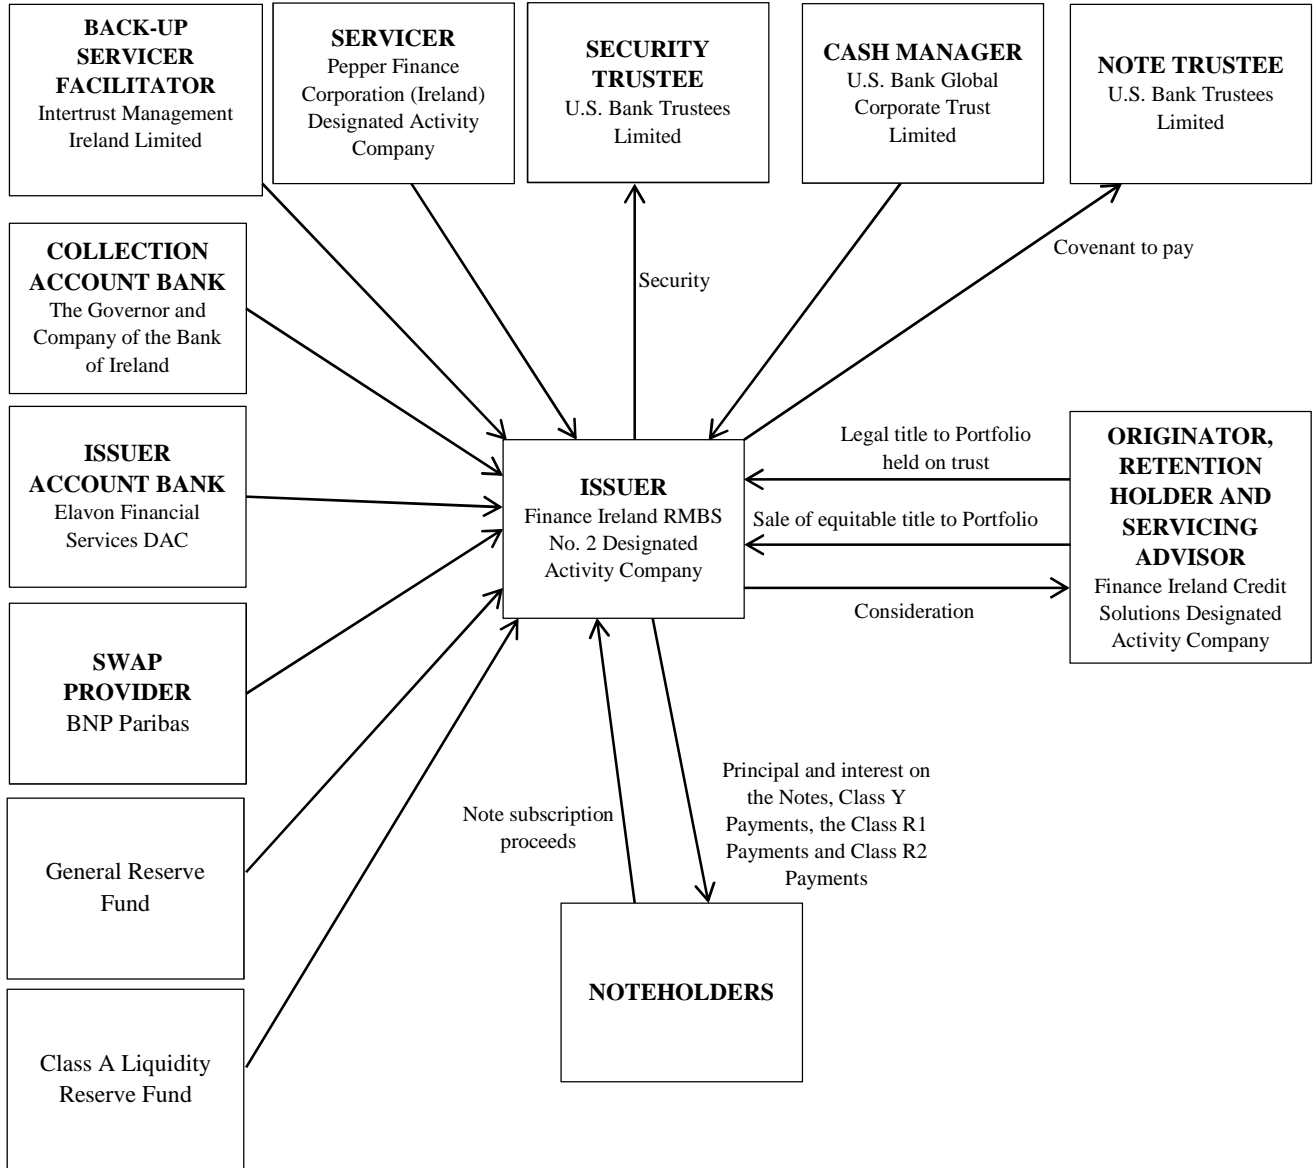 BACK-UP
SERVICER
FACILITATOR
Intertrust Management
Ireland Limited
SERVICER
Pepper Finance
Corporation (Ireland)
Designated Activity
Company
SECURITY
TRUSTEE
U.S. Bank Trustees
Limited
CASH MANAGER
U.S. Bank Global
Corporate Trust
Limited
NOTE TRUSTEE
U.S. Bank Trustees
Limited
COLLECTION
ACCOUNT BANK
The Governor and
Company of the Bank
of Ireland
Security
Covenant to pay
ISSUER
ACCOUNT BANK
Elavon Financial
Services DAC
ISSUER
Finance Ireland RMBS
No. 2 Designated
Activity Company
Legal title to Portfolio
held on trust
Sale of equitable title to Portfolio
Consideration
ORIGINATOR,
RETENTION
HOLDER AND
SERVICING
ADVISOR
Finance Ireland Credit
Solutions Designated
Activity Company
SWAP
PROVIDER
BNP Paribas
Note subscription
proceeds
Principal and interest on
the Notes, Class Y
Payments, the Class R1
Payments and Class R2
Payments
General Reserve
Fund
NOTEHOLDERS
Class A Liquidity
Reserve Fund